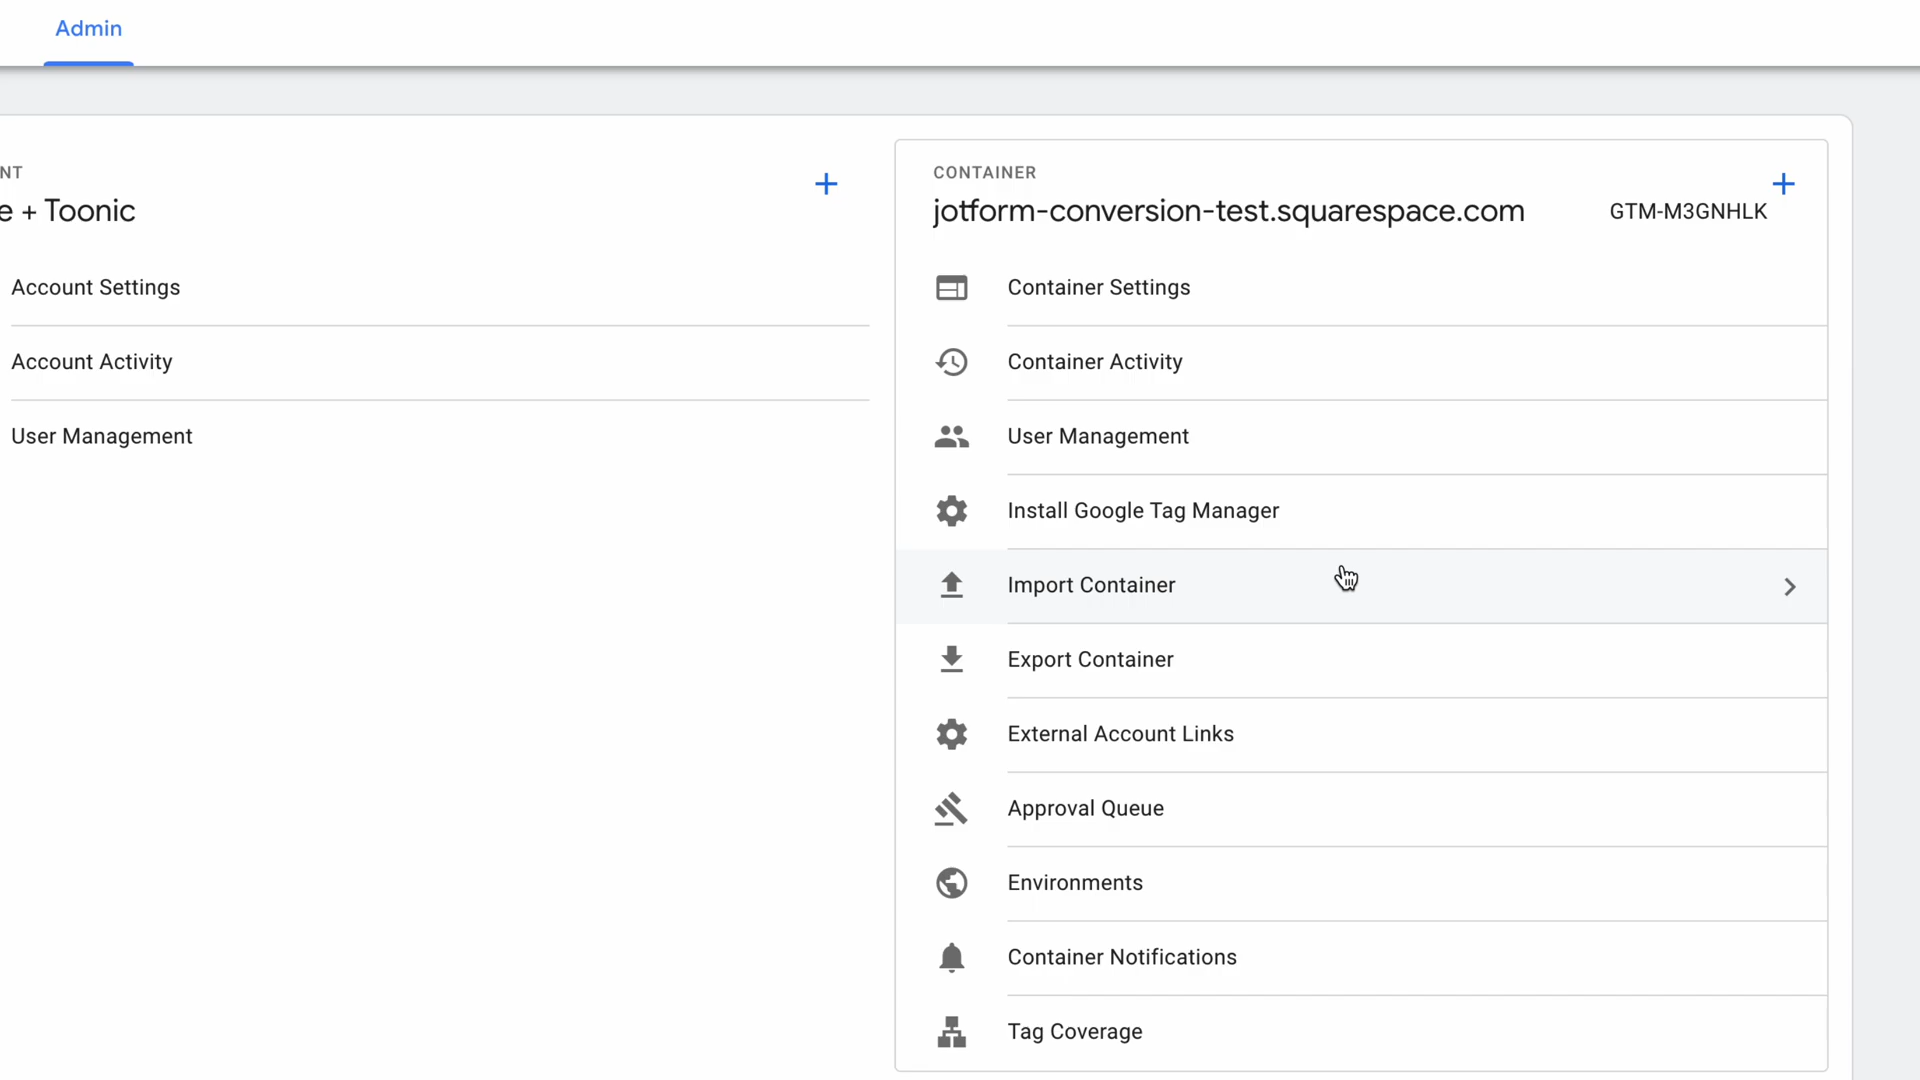 Admin
NT
e + Toonic
Account Settings
Account Activity
User Management
CONTAINER
jotform-conversion-test.squarespace.com
GTM-M3GNHLK
Container Settings
Container Activity
User Management
Install Google Tag Manager
Import Container
Export Container
External Account Links
Approval Queue
Environments
Container Notifications
Tag Coverage